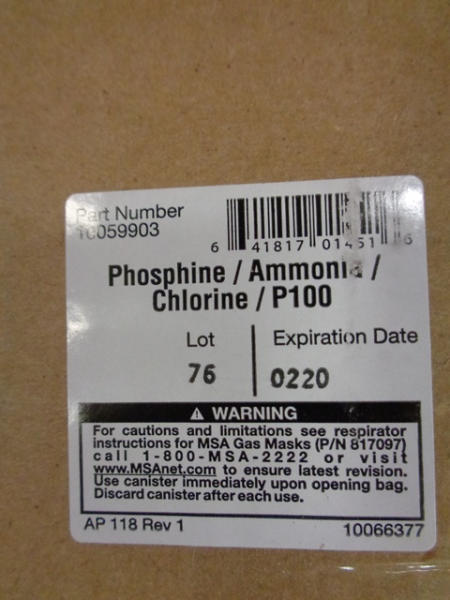 Part Number
10059903
6 41817 01451 6
Phosphine / Ammonia /
Chlorine / P100
Lot
76
Expiration Date
0220
⚠ WARNING
For cautions and limitations see respirator
instructions for MSA Gas Masks (P/N 817097)
call 1-800-MSA-2222 or visit
www.MSAnet.com to ensure latest revision.
Use canister immediately upon opening bag.
Discard canister after each use.
AP 118 Rev 1
10066377